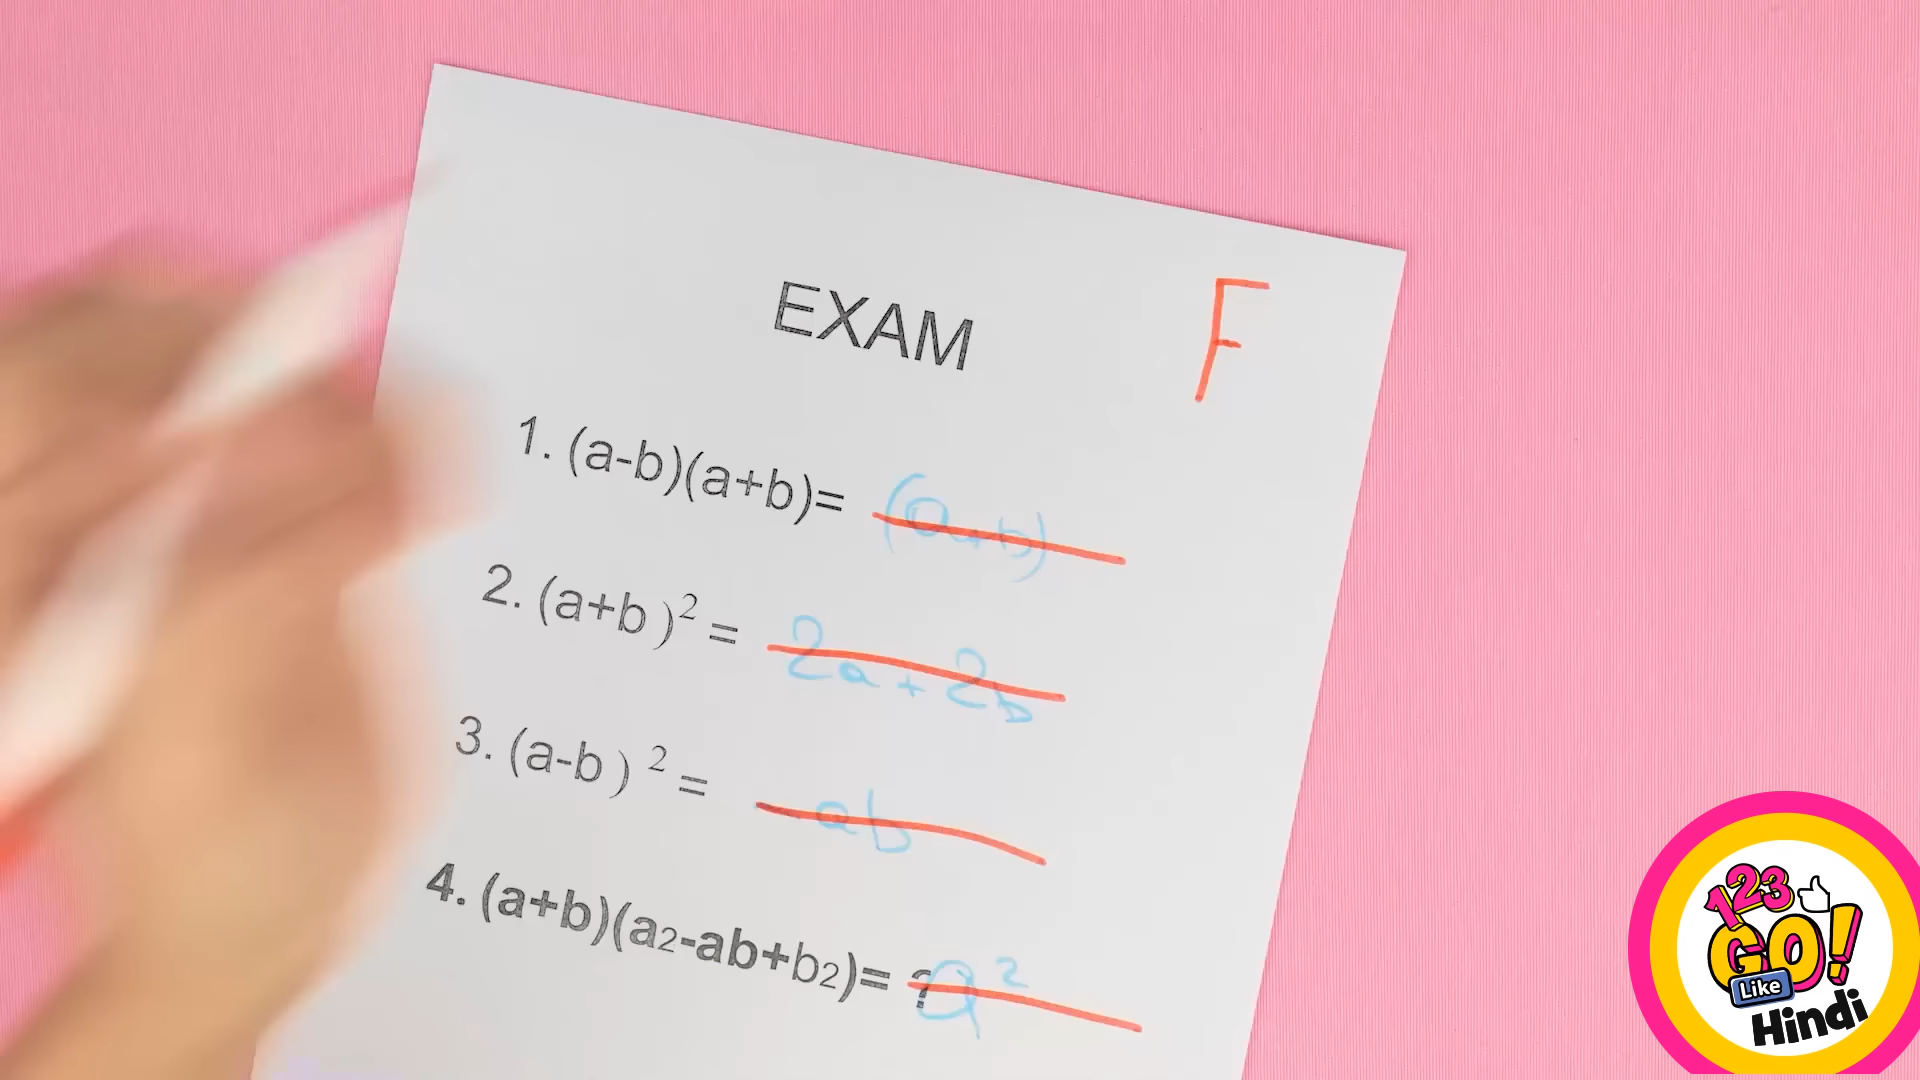 EXAM F
1. (a-b)(a+b)= (a+b)
2. (a+b)² = 2a+2b
3. (a-b) ² = ab
4. (a+b)(a2-ab+b2)= ? a²
123
GO!
Like
Hindi